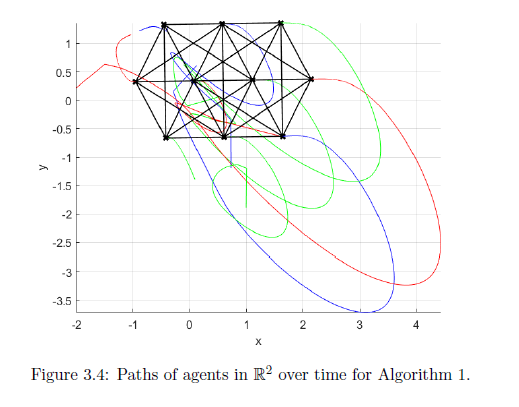 1
0.5
0
-0.5
-1
-1.5
-2
-2.5
-3
-3.5
y
-2 -1 0 1 2 3 4
x
Figure 3.4: Paths of agents in ℝ² over time for Algorithm 1.